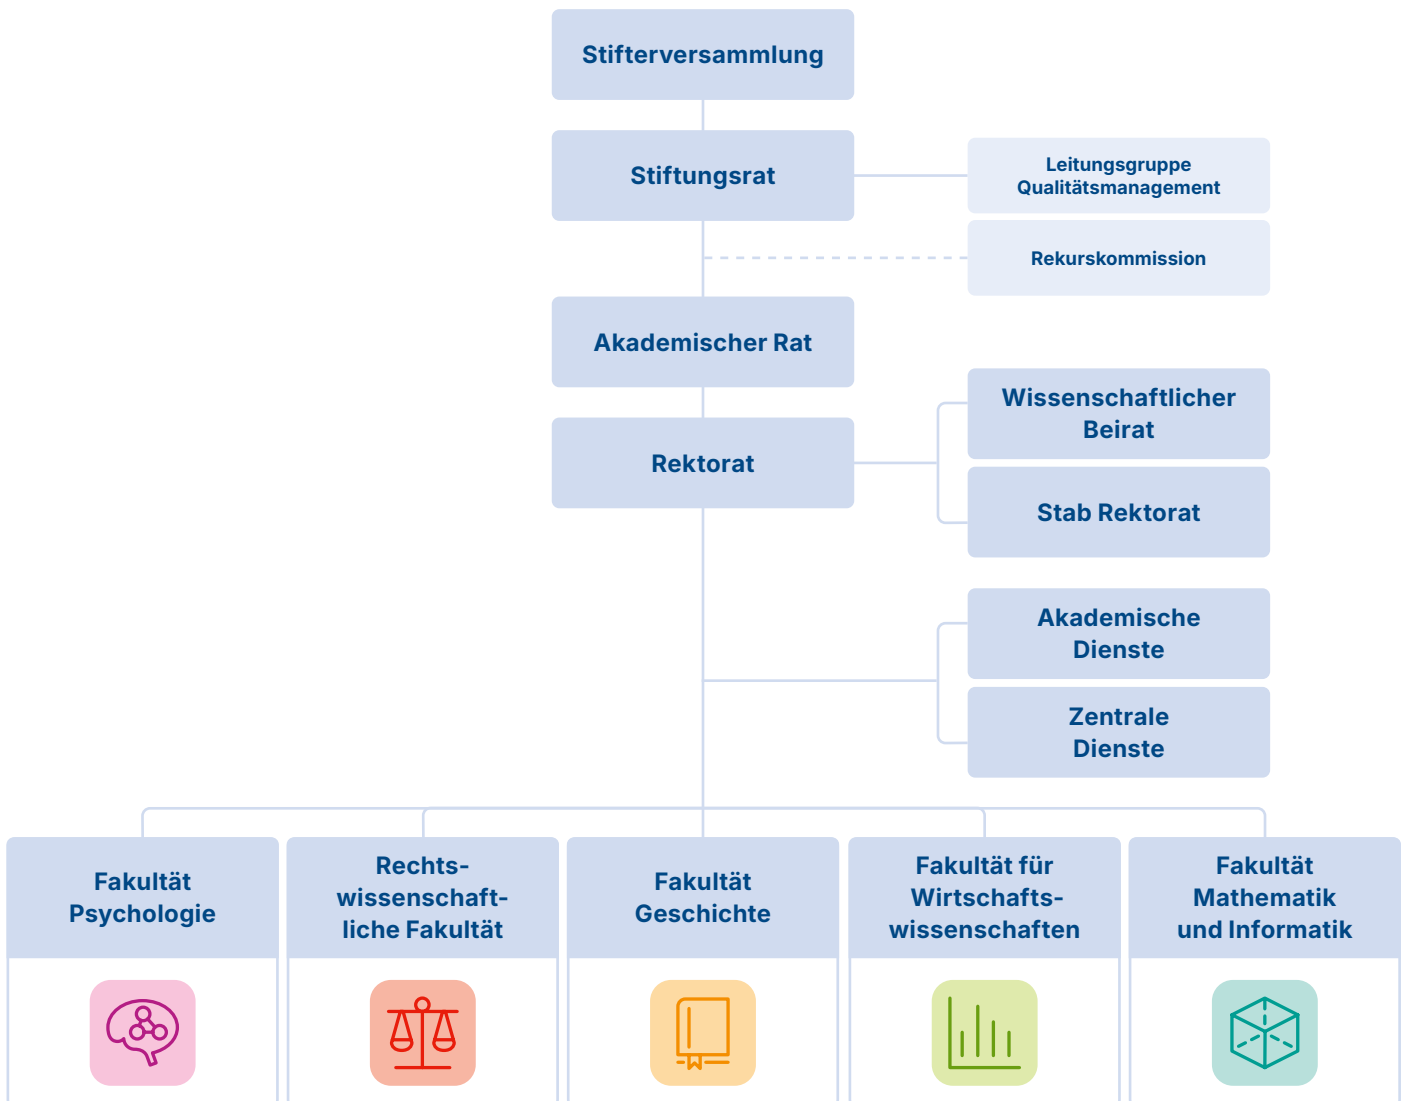 Stifterversammlung
Stiftungsrat
Leitungsgruppe
Qualitätsmanagement
Rekurskommission
Akademischer Rat
Wissenschaftlicher
Beirat
Rektorat
Stab Rektorat
Akademische
Dienste
Zentrale
Dienste
Fakultät
Psychologie
Rechts-
wissenschaft-
liche Fakultät
Fakultät
Geschichte
Fakultät für
Wirtschafts-
wissenschaften
Fakultät
Mathematik
und Informatik